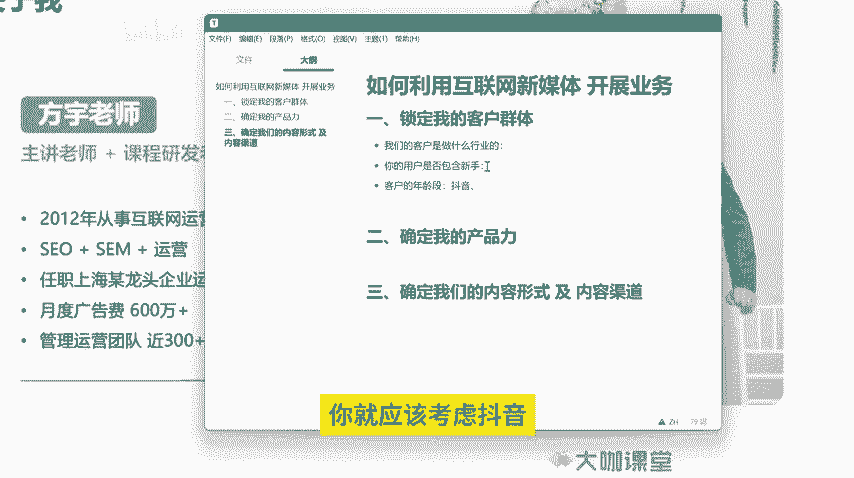 方宇老师
主讲老师 + 课程研发
• 2012年从事互联网运营
• SEO + SEM + 运营
• 任职上海某龙头企业运
• 月度广告费 600万+
• 管理运营团队 近300+
T
文件(F) 编辑(E) 段落(P) 格式(O) 视图(V) 主题(T) 帮助(H)
文件 大纲
如何利用互联网新媒体 开展业务
一、锁定我的客户群体
二、确定我的产品力
三、确定我们的内容形式 及
内容渠道
如何利用互联网新媒体 开展业务
一、锁定我的客户群体
• 我们的客户是做什么行业的：
• 你的用户是否包含新手：
• 客户的年龄段：抖音、
二、确定我的产品力
三、确定我们的内容形式 及 内容渠道
ZH 79 词
你就应该考虑抖音
大咖课堂